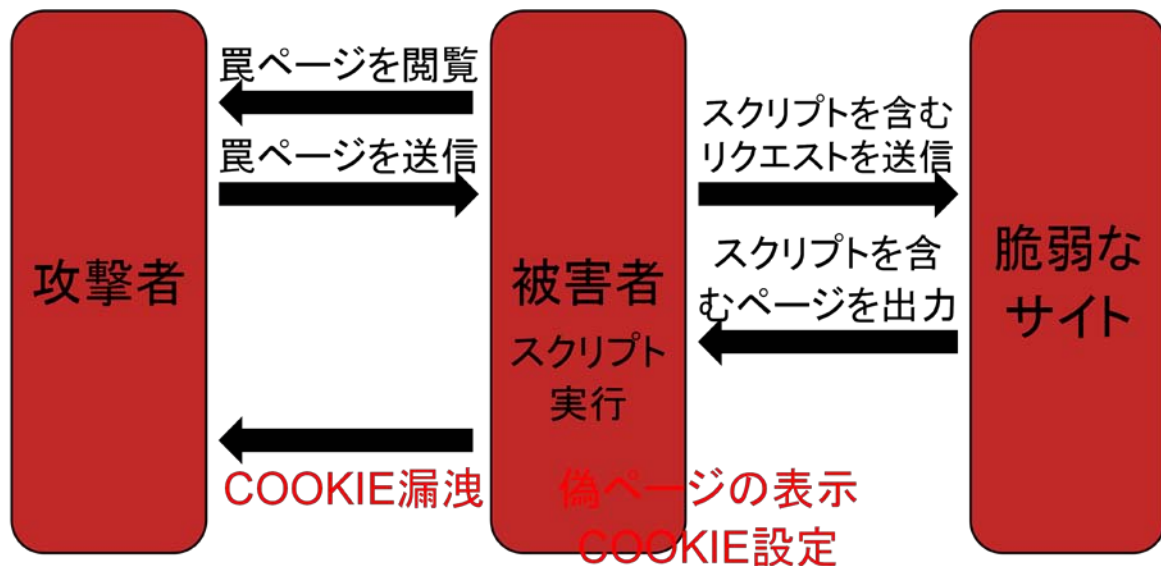 罠ページを閲覧
罠ページを送信
攻撃者
COOKIE漏洩
被害者
スクリプト
実行
偽ページの表示
COOKIE設定
スクリプトを含む
リクエストを送信
スクリプトを含
むページを出力
脆弱な
サイト